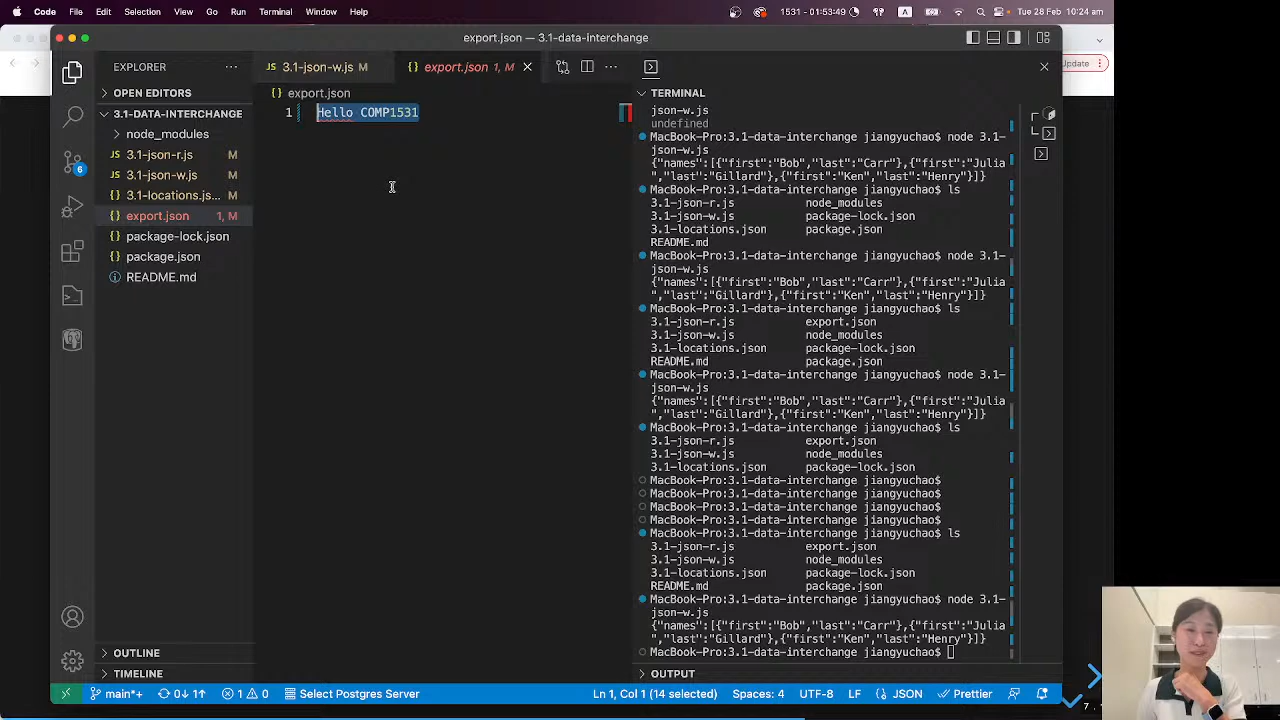 Code File Edit Selection View Go Run Terminal Window Help 1531 - 01:53:49 A Tue 28 Feb 10:24 am
export.json — 3.1-data-interchange
Update
EXPLORER
OPEN EDITORS
3.1-DATA-INTERCHANGE
node_modules
JS 3.1-json-r.js M
JS 3.1-json-w.js M
{} 3.1-locations.js... M
{} export.json 1, M
{} package-lock.json
{} package.json
README.md
OUTLINE
TIMELINE
JS 3.1-json-w.js M {} export.json 1, M
{} export.json
1 Hello COMP1531
TERMINAL
json-w.js
undefined
MacBook-Pro:3.1-data-interchange jiangyuchao$ node 3.1-
json-w.js
{"names":[{"first":"Bob","last":"Carr"},{"first":"Julia
","last":"Gillard"},{"first":"Ken","last":"Henry"}]}
MacBook-Pro:3.1-data-interchange jiangyuchao$ ls
3.1-json-r.js node_modules
3.1-json-w.js package-lock.json
3.1-locations.json package.json
README.md
MacBook-Pro:3.1-data-interchange jiangyuchao$ node 3.1-
json-w.js
{"names":[{"first":"Bob","last":"Carr"},{"first":"Julia
","last":"Gillard"},{"first":"Ken","last":"Henry"}]}
MacBook-Pro:3.1-data-interchange jiangyuchao$ ls
3.1-json-r.js export.json
3.1-json-w.js node_modules
3.1-locations.json package-lock.json
README.md package.json
MacBook-Pro:3.1-data-interchange jiangyuchao$ node 3.1-
json-w.js
{"names":[{"first":"Bob","last":"Carr"},{"first":"Julia
","last":"Gillard"},{"first":"Ken","last":"Henry"}]}
MacBook-Pro:3.1-data-interchange jiangyuchao$ ls
3.1-json-r.js export.json
3.1-json-w.js node_modules
3.1-locations.json package-lock.json
MacBook-Pro:3.1-data-interchange jiangyuchao$
MacBook-Pro:3.1-data-interchange jiangyuchao$
MacBook-Pro:3.1-data-interchange jiangyuchao$
MacBook-Pro:3.1-data-interchange jiangyuchao$
MacBook-Pro:3.1-data-interchange jiangyuchao$ ls
3.1-json-r.js export.json
3.1-json-w.js node_modules
3.1-locations.json package-lock.json
README.md package.json
MacBook-Pro:3.1-data-interchange jiangyuchao$ node 3.1-
json-w.js
{"names":[{"first":"Bob","last":"Carr"},{"first":"Julia
","last":"Gillard"},{"first":"Ken","last":"Henry"}]}
MacBook-Pro:3.1-data-interchange jiangyuchao$
OUTPUT
6
main*+ 0↓ 1↑ 1 0 Select Postgres Server Ln 1, Col 1 (14 selected) Spaces: 4 UTF-8 LF {} JSON Prettier
7